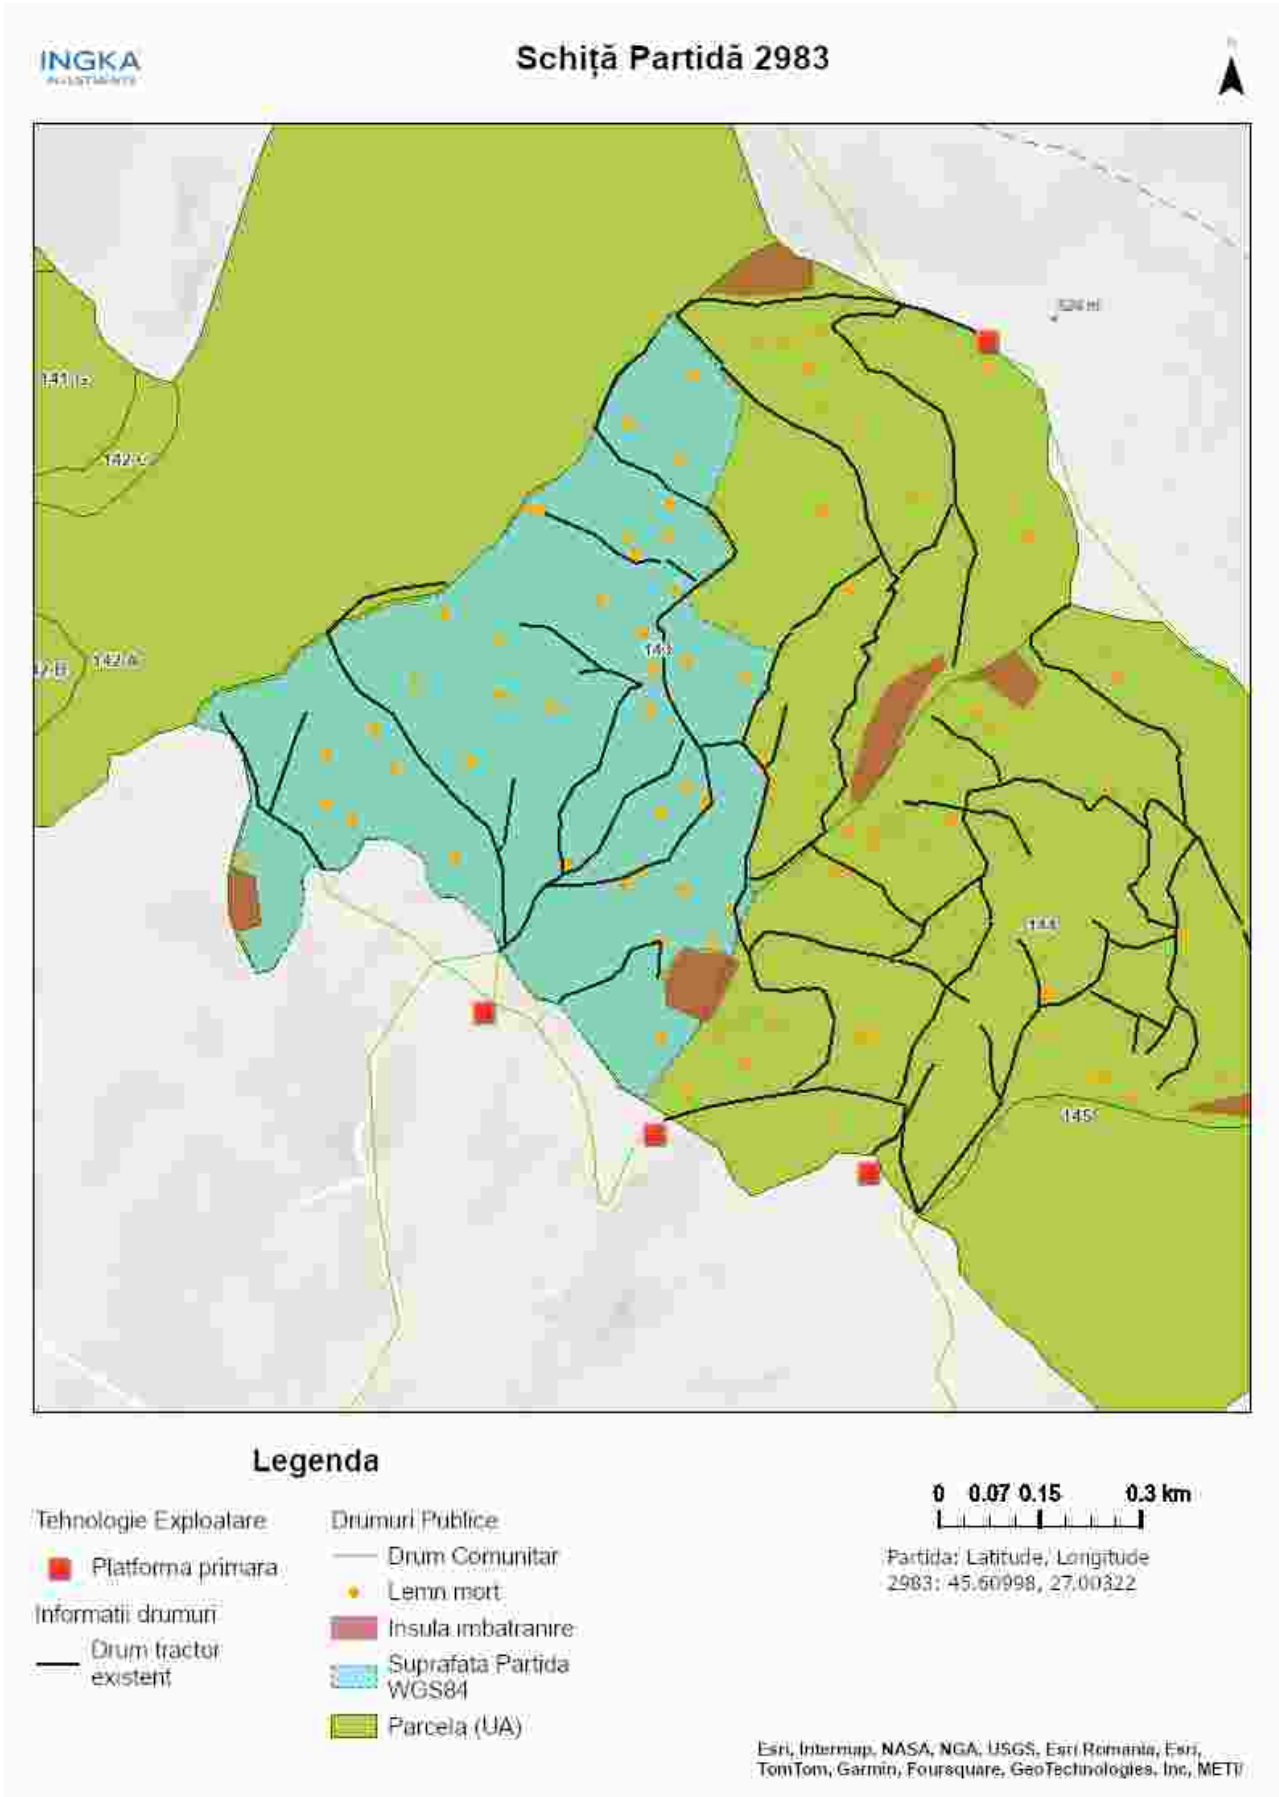 INGKA
Schiță Partidă 2983
524 m
142
142 A
143
144
145
Legenda
Tehnologie Exploatare
Platforma primara
Informatii drumuri
Drum tractor
existent
Drumuri Publice
Drum Comunitar
Lemn mort
Insula imbatranire
Suprafata Partida
WGS84
Parcela (UA)
0 0.07 0.15 0.3 km
Partida: Latitude, Longitude
2983: 45.60998, 27.00322
Esri, Intermap, NASA, NGA, USGS, Esri Romania, Esri,
TomTom, Garmin, Foursquare, GeoTechnologies, Inc, METI/